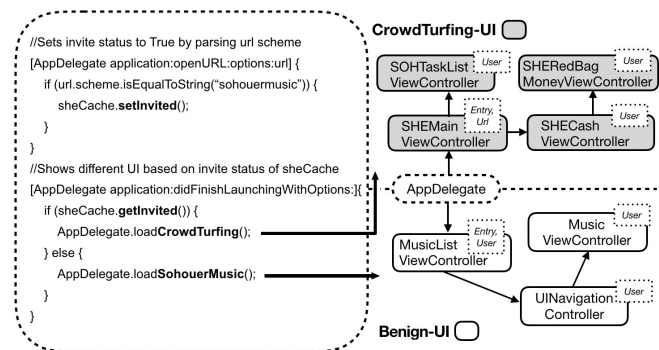 //Sets invite status to True by parsing url scheme
[AppDelegate application:openURL:options:url] {
if (url.scheme.isEqualToString(“sohouermusic”)) {
sheCache.setInvited();
}
}
//Shows different UI based on invite status of sheCache
[AppDelegate application:didFinishLaunchingWithOptions:]{
if (sheCache.getInvited()) {
AppDelegate.loadCrowdTurfing();
} else {
AppDelegate.loadSohouerMusic();
}
}
CrowdTurfing-UI
SOHTaskList
ViewController
User
SHERedBag
MoneyViewController
User
SHEMain
ViewController
Entry,
Url
SHECash
ViewController
User
AppDelegate
MusicList
ViewController
Entry,
User
Music
ViewController
User
UINavigation
Controller
User
Benign-UI